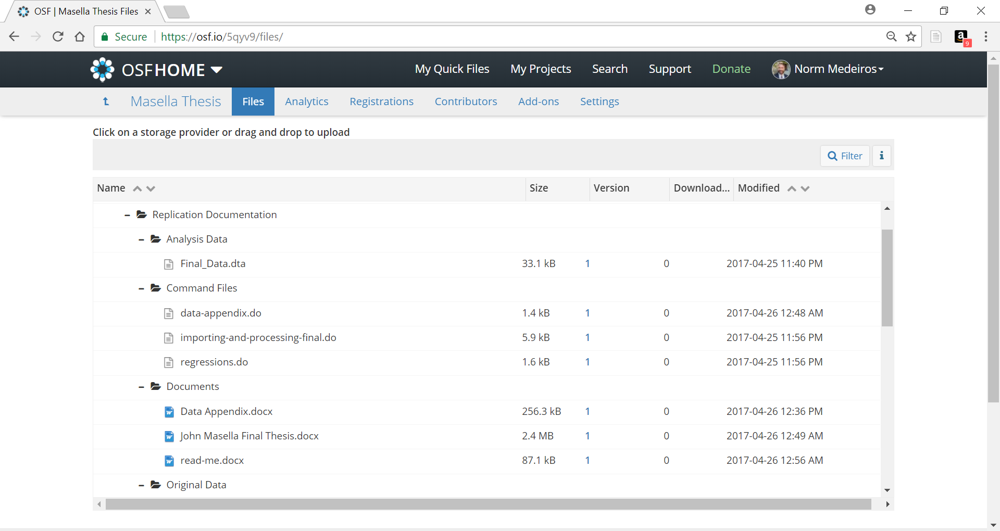 OSF | Masella Thesis Files
Secure https://osf.io/5qyv9/files/
a 9
OSFHOME My Quick Files My Projects Search Support Donate Norm Medeiros
Masella Thesis Files Analytics Registrations Contributors Add-ons Settings
Click on a storage provider or drag and drop to upload
Filter i
Name Size Version Download... Modified
Replication Documentation
Analysis Data
Final_Data.dta 33.1 kB 1 0 2017-04-25 11:40 PM
Command Files
data-appendix.do 1.4 kB 1 0 2017-04-26 12:48 AM
importing-and-processing-final.do 5.9 kB 1 0 2017-04-25 11:56 PM
regressions.do 1.6 kB 1 0 2017-04-25 11:56 PM
Documents
Data Appendix.docx 256.3 kB 1 0 2017-04-26 12:36 PM
John Masella Final Thesis.docx 2.4 MB 1 0 2017-04-26 12:49 AM
read-me.docx 87.1 kB 1 0 2017-04-26 12:56 AM
Original Data